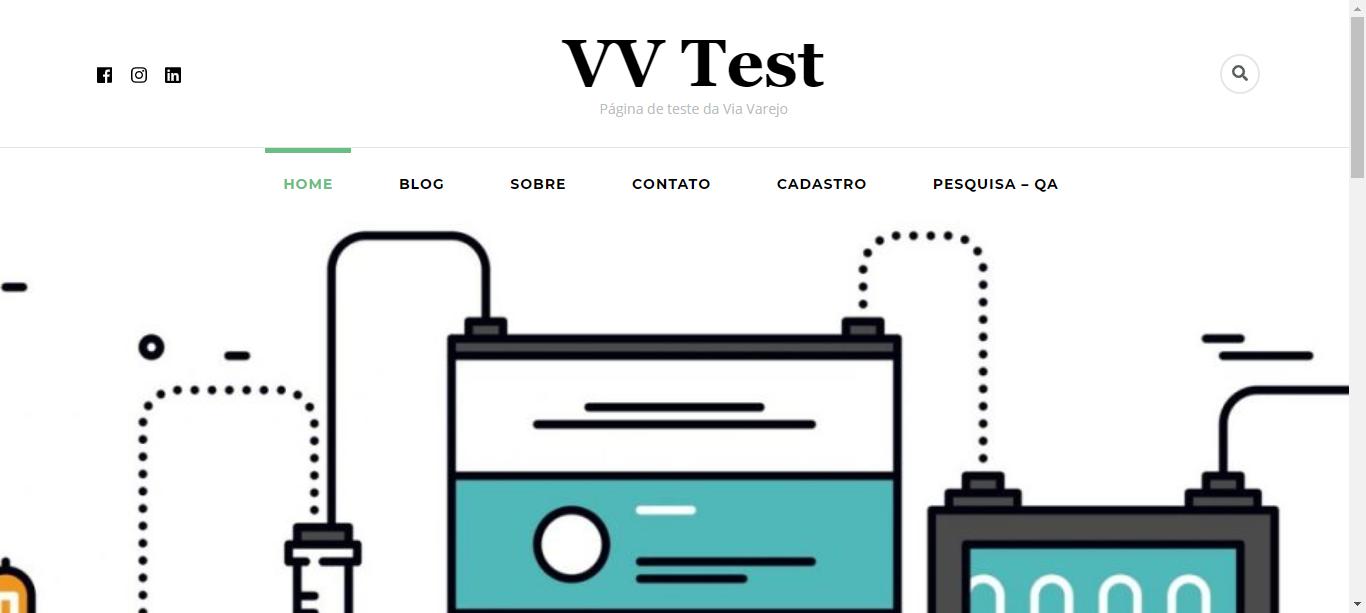 VV Test
Página de teste da Via Varejo
HOME BLOG SOBRE CONTATO CADASTRO PESQUISA – QA